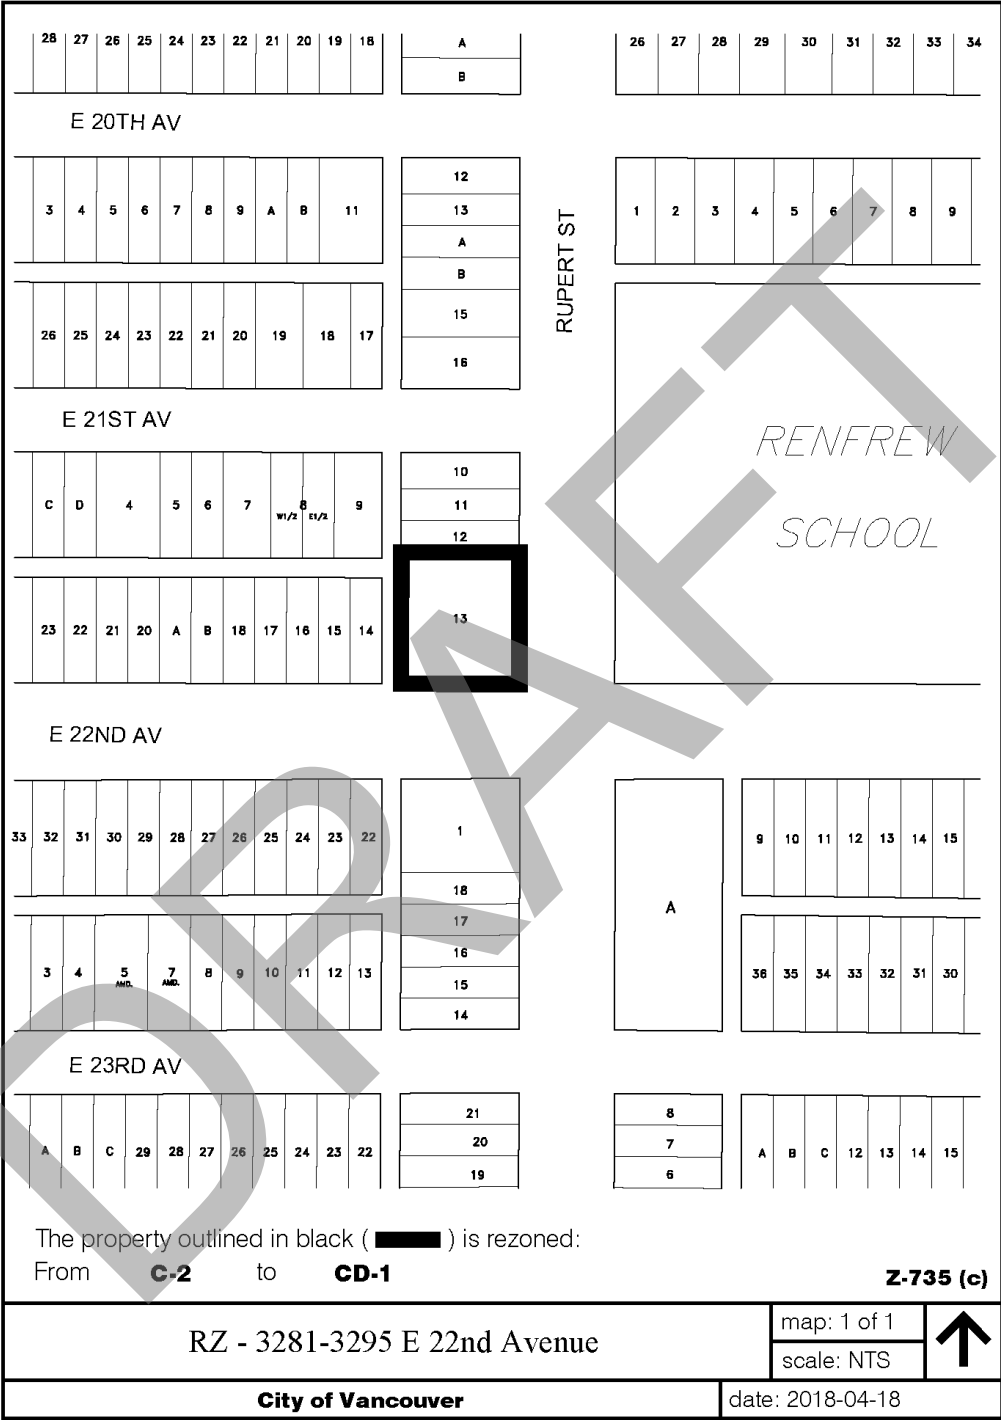 28 27 26 25 24 23 22 21 20 19 18 A 26 27 28 29 30 31 32 33 34
B
E 20TH AV
12
3 4 5 6 7 8 9 A B 11 13 1 2 3 4 5 6 7 8 9
A
B
RUPERT ST
15
26 25 24 23 22 21 20 19 18 17
16
E 21ST AV
RENFREW
10
C D 4 5 6 7 8 9 11
W1/2 E1/2
12
SCHOOL
13
23 22 21 20 A B 18 17 16 15 14
E 22ND AV
33 32 31 30 29 28 27 26 25 24 23 22 1 9 10 11 12 13 14 15
18
A
17
16
3 4 5 7 8 9 10 11 12 13 36 35 34 33 32 31 30
AMD. AMD.
15
14
E 23RD AV
21 8
20 7
A B C 29 28 27 26 25 24 23 22 A B C 12 13 14 15
19 6
DRAFT
The property outlined in black ( ) is rezoned:
From C-2 to CD-1
Z-735 (c)
RZ - 3281-3295 E 22nd Avenue
map: 1 of 1
scale: NTS
City of Vancouver
date: 2018-04-18